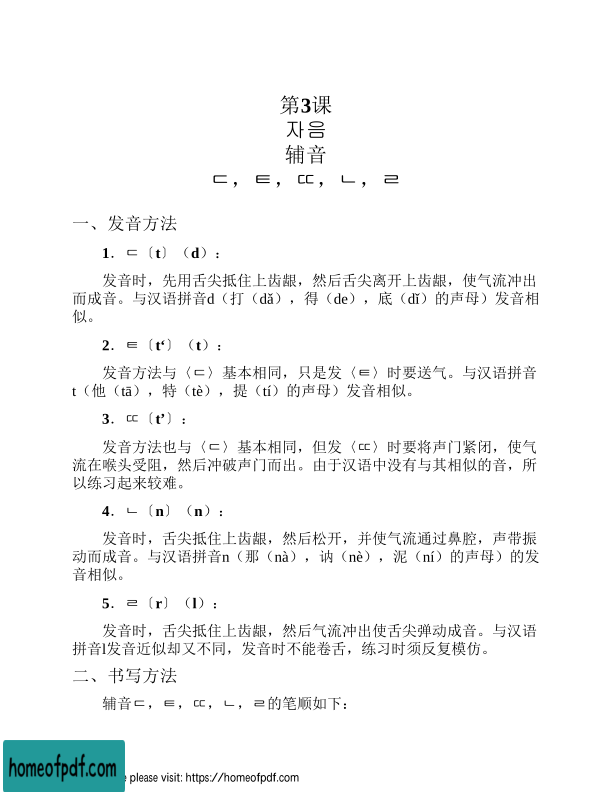 第3课
자음
辅音
ㄷ，ㅌ，ㄸ，ㄴ，ㄹ
一、发音方法
1．ㄷ〔t〕（d）：
发音时，先用舌尖抵住上齿龈，然后舌尖离开上齿龈，使气流冲出
而成音。与汉语拼音d（打（dǎ），得（de），底（dǐ）的声母）发音相
似。
2．ㅌ〔t‘〕（t）：
发音方法与〈ㄷ〉基本相同，只是发〈ㅌ〉时要送气。与汉语拼音
t（他（tā），特（tè），提（tí）的声母）发音相似。
3．ㄸ〔t’〕：
发音方法也与〈ㄷ〉基本相同，但发〈ㄸ〉时要将声门紧闭，使气
流在喉头受阻，然后冲破声门而出。由于汉语中没有与其相似的音，所
以练习起来较难。
4．ㄴ〔n〕（n）：
发音时，舌尖抵住上齿龈，然后松开，并使气流通过鼻腔，声带振
动而成音。与汉语拼音n（那（nà），讷（nè），泥（ní）的声母）的发
音相似。
5．ㄹ〔r〕（l）：
发音时，舌尖抵住上齿龈，然后气流冲出使舌尖弹动成音。与汉语
拼音l发音近似却又不同，发音时不能卷舌，练习时须反复模仿。
二、书写方法
辅音ㄷ，ㅌ，ㄸ，ㄴ，ㄹ的笔顺如下：
homeofpdf.com
please visit: https://homeofpdf.com